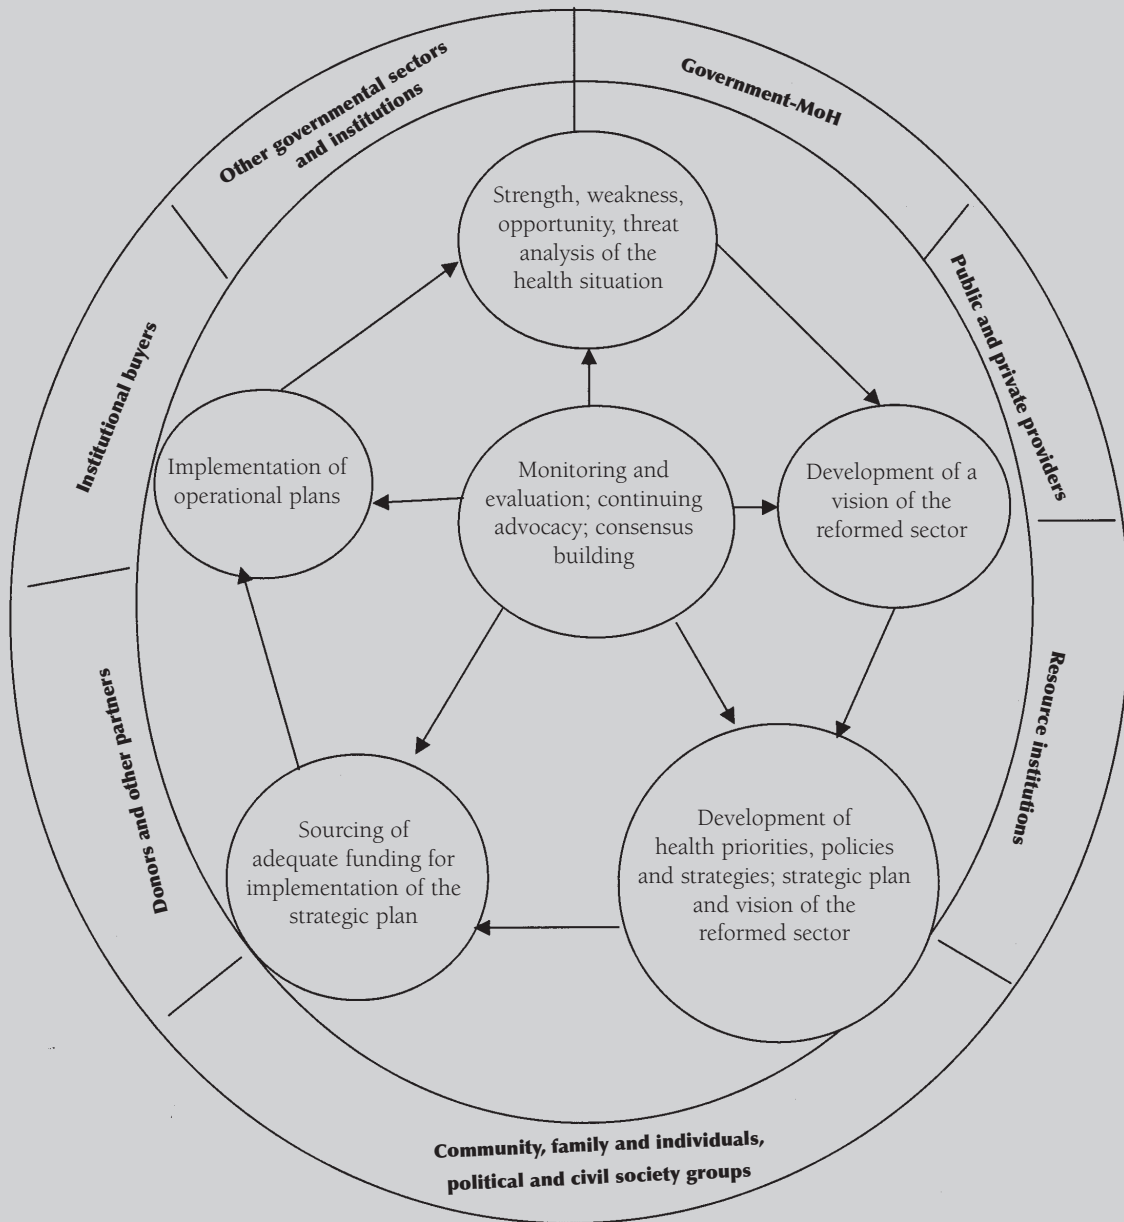 Other governmental sectors
and institutions
Government-MoH
Strength, weakness,
opportunity, threat
analysis of the
health situation
Public and private providers
Institutional buyers
Implementation of
operational plans
Monitoring and
evaluation; continuing
advocacy; consensus
building
Development of a
vision of the
reformed sector
Donors and other partners
Resource institutions
Sourcing of
adequate funding for
implementation of the
strategic plan
Development of
health priorities, policies
and strategies; strategic plan
and vision of the
reformed sector
Community, family and individuals,
political and civil society groups